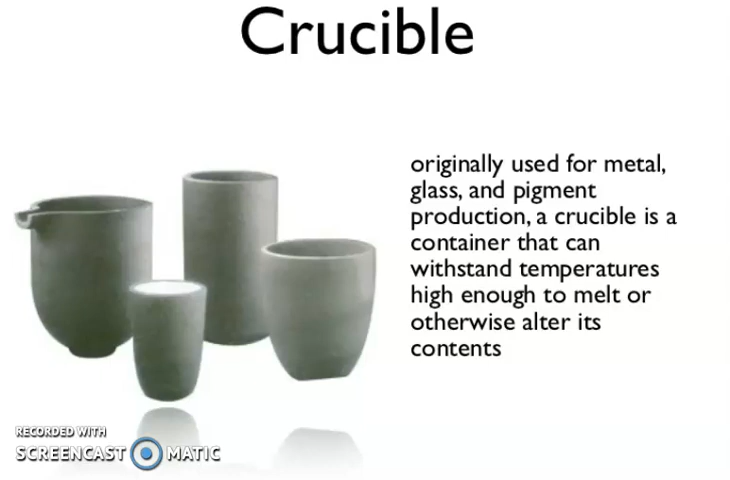 Crucible
originally used for metal,
glass, and pigment
production, a crucible is a
container that can
withstand temperatures
high enough to melt or
otherwise alter its
contents
RECORDED WITH
SCREENCAST MATIC